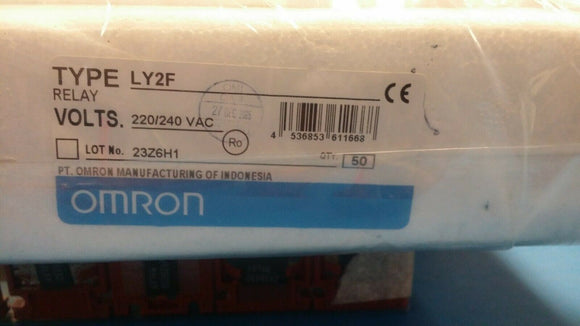 TYPE LY2F
RELAY
VOLTS. 220/240 VAC
Ro
4 536853 611668
LOT No. 23Z6H1
QTY. 50
PT. OMRON MANUFACTURING OF INDONESIA
OMRON
CE